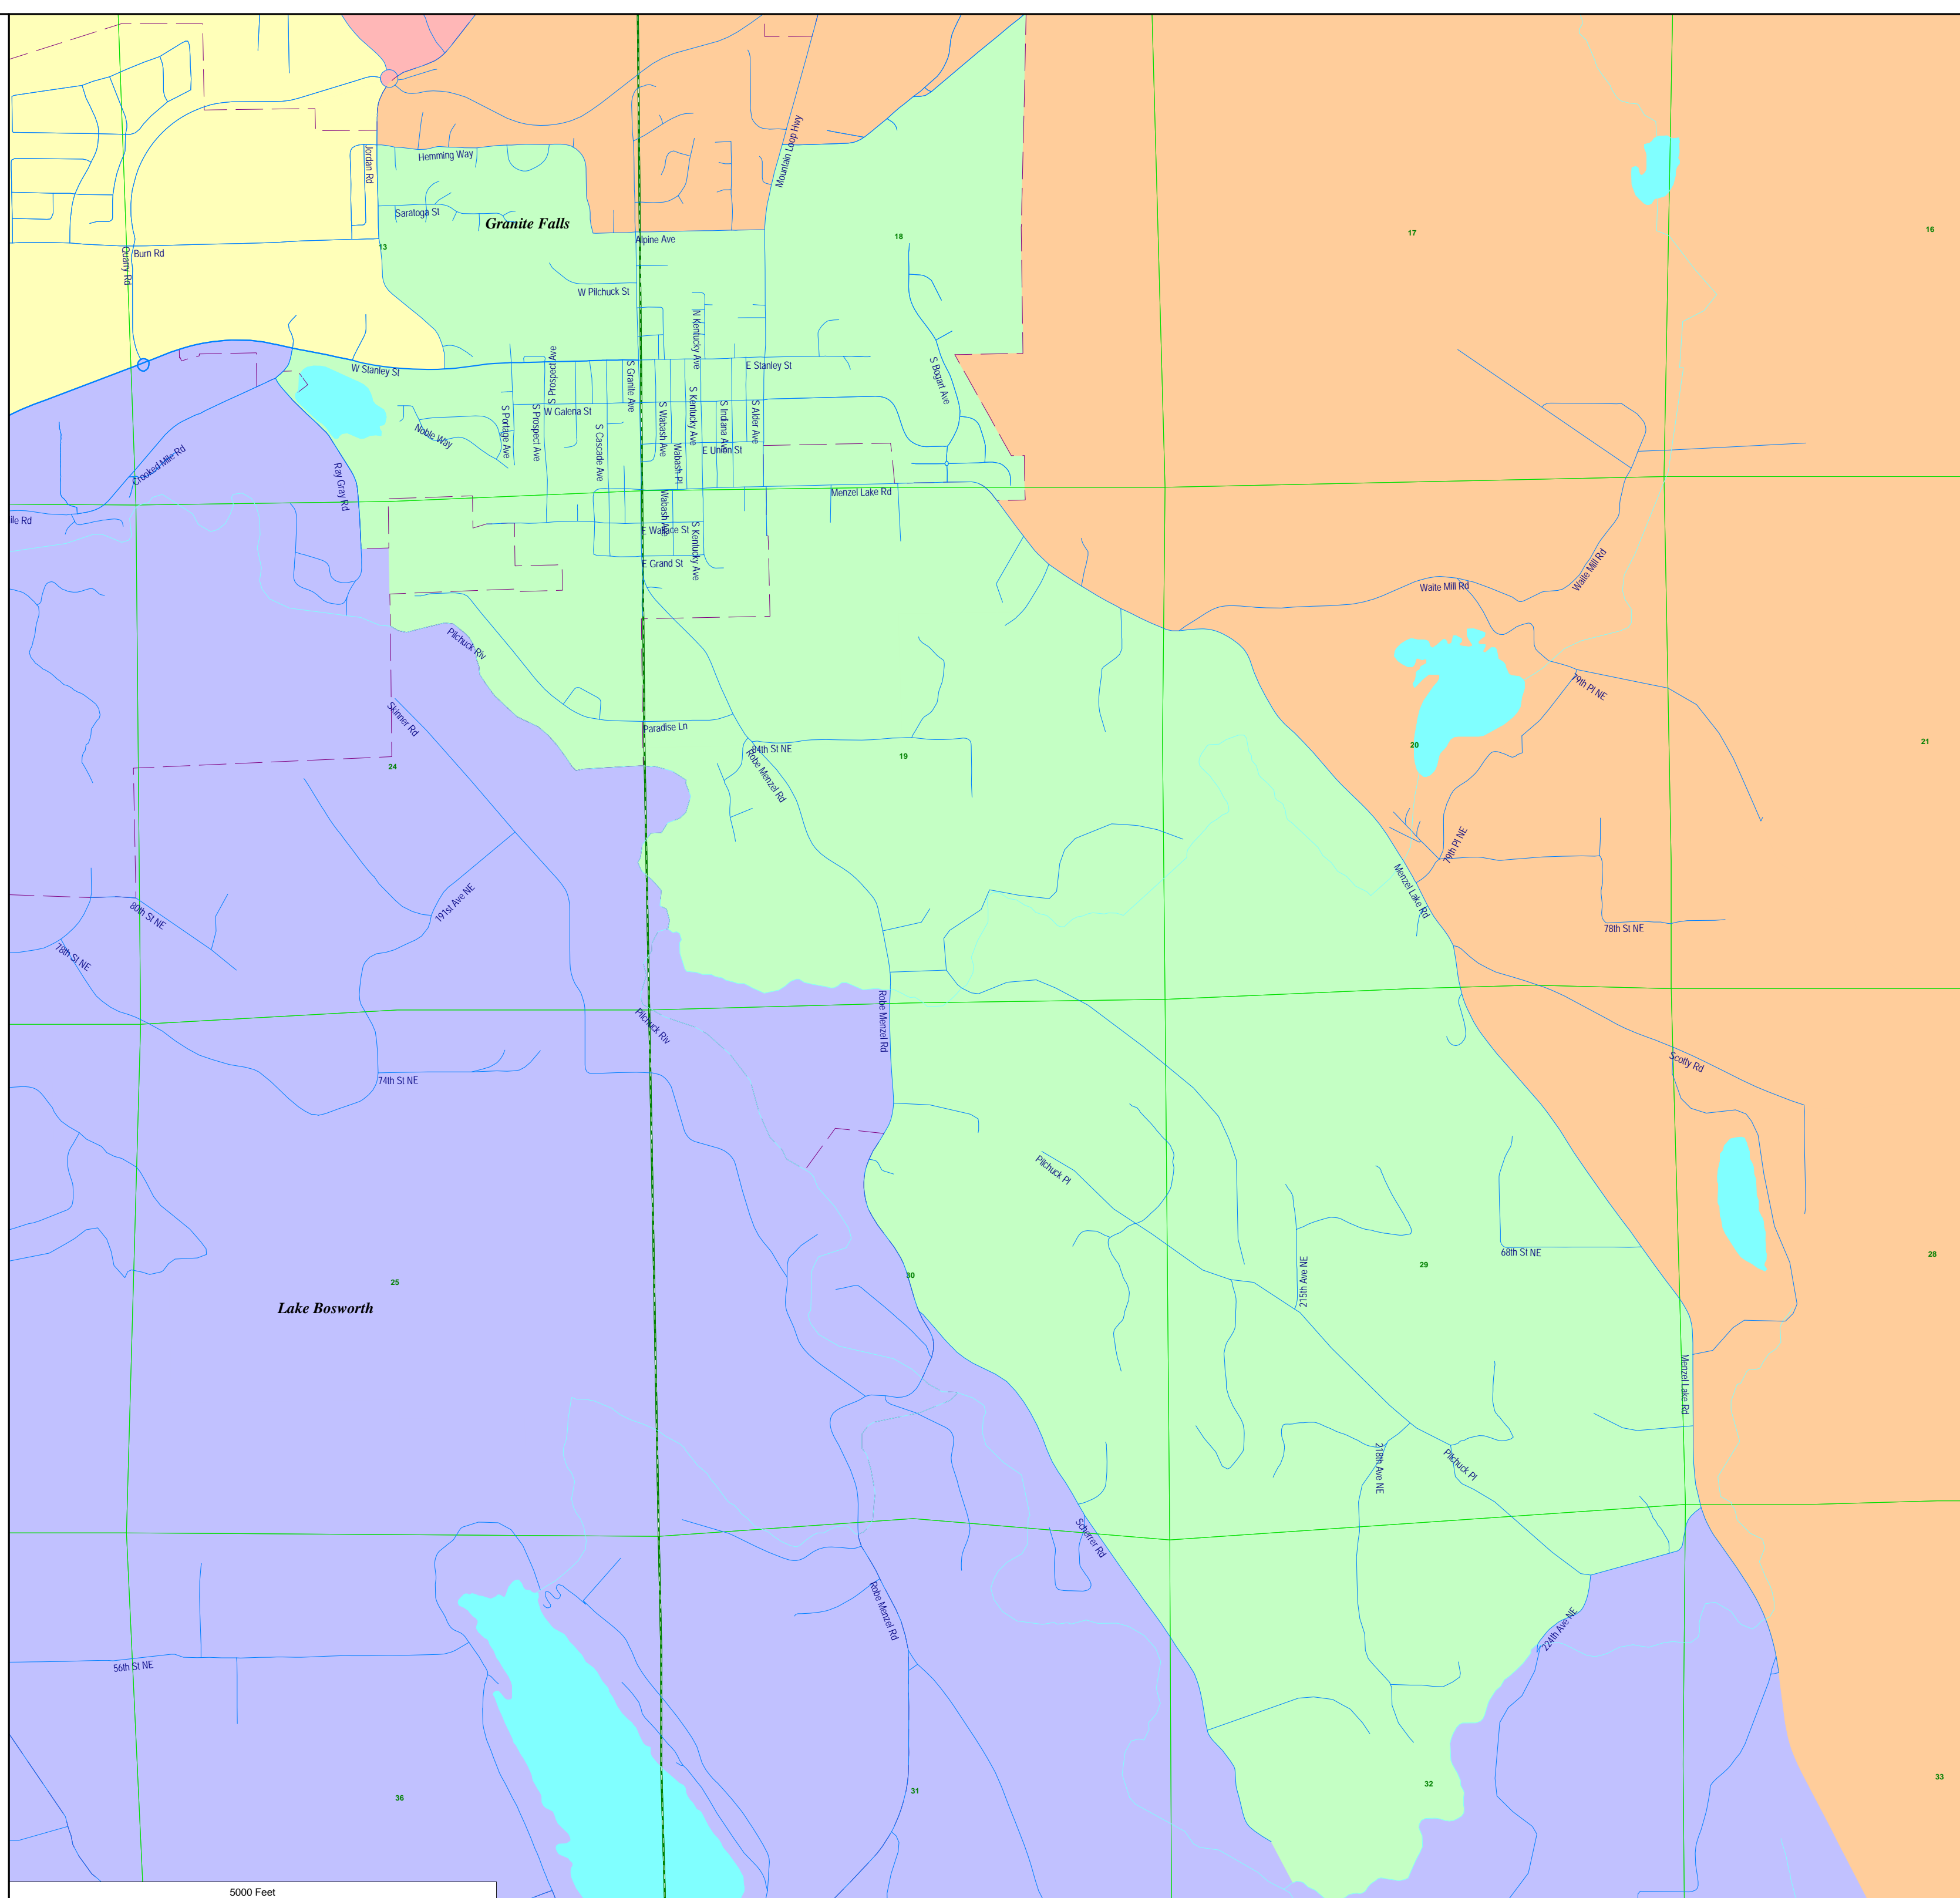 Mountain Loop Hwy
Jordan Rd
Hemming Way
Saratoga St
Granite Falls
Alpine Ave
13
18
17
16
Quarry Rd
Burn Rd
W Pilchuck St
N Kentucky Ave
W Stanley St
S Prospect Ave
S Granite Ave
E Stanley St
S Bogart Ave
W Galena St
Noble Way
S Portage Ave
S Prospect Ave
S Cascade Ave
S Wabash Ave
Wabash Pl
S Kentucky Ave
S Indiana Ave
S Alder Ave
E Union St
Crooked Mile Rd
Ray Gray Rd
Menzel Lake Rd
ile Rd
Wabash Ave
E Wallace St
S Kentucky Ave
E Grand St
Waite Mill Rd
Waite Mill Rd
Pilchuck Riv
79th Pl NE
Skinner Rd
Paradise Ln
84th St NE
Robe Menzel Rd
24
19
20
21
79th Pl NE
Menzel Lake Rd
191st Ave NE
80th St NE
78th St NE
78th St NE
Robe Menzel Rd
Pilchuck Riv
Scotty Rd
74th St NE
Pilchuck Pl
68th St NE
215th Ave NE
25
30
29
28
Lake Bosworth
Menzel Lake Rd
218th Ave NE
Pilchuck Pl
Scherrer Rd
Robe Menzel Rd
224th Ave NE
56th St NE
36
31
32
33
5000 Feet